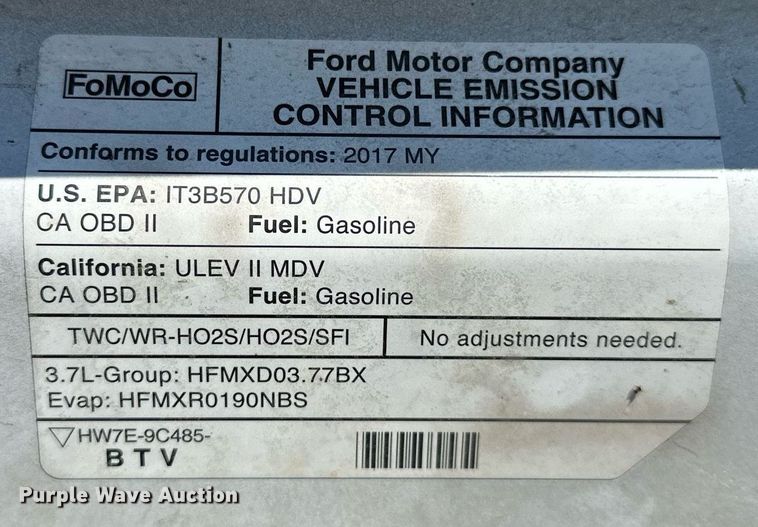 FoMoCo
Ford Motor Company
VEHICLE EMISSION
CONTROL INFORMATION
Conforms to regulations: 2017 MY
U.S. EPA: IT3B570 HDV
CA OBD II Fuel: Gasoline
California: ULEV II MDV
CA OBD II Fuel: Gasoline
TWC/WR-HO2S/HO2S/SFI No adjustments needed.
3.7L-Group: HFMXD03.77BX
Evap: HFMXR0190NBS
HW7E-9C485-
BTV
Purple Wave Auction